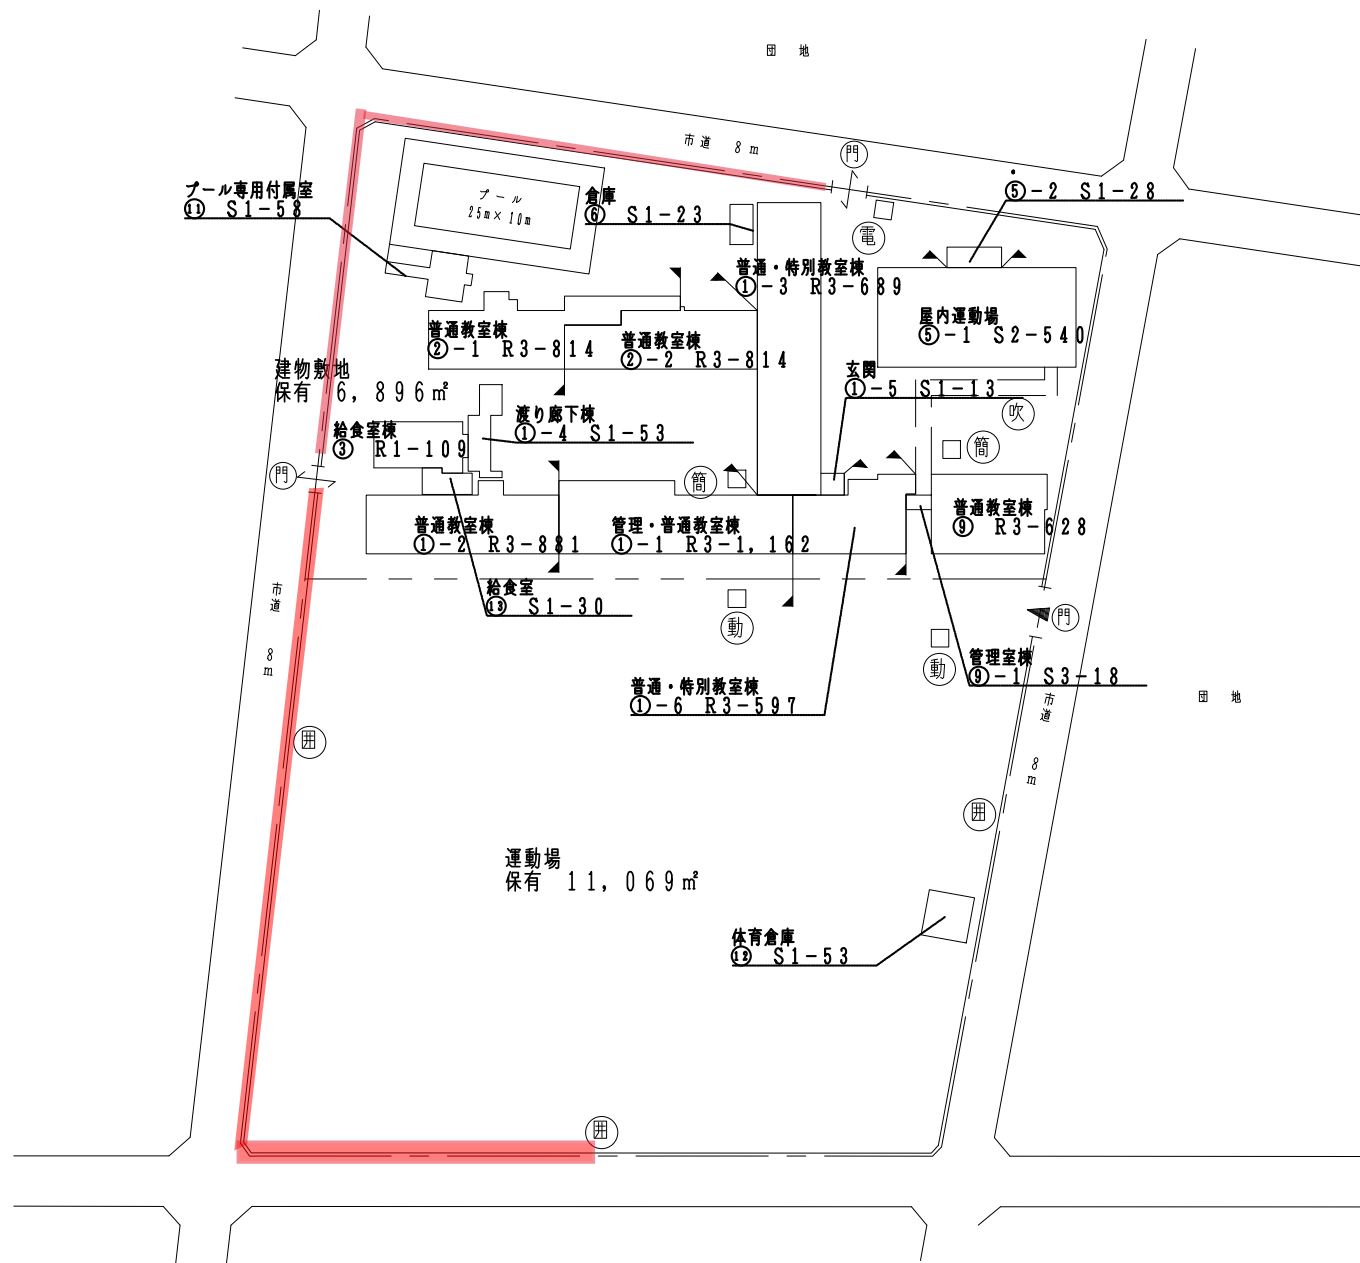 団 地
市道 8m
門
プール専用付属室
⑪ S1-58
プール
25m×10m
倉庫
⑥ S1-23
電
⑤-2 S1-28
普通・特別教室棟
①-3 R3-689
屋内運動場
⑤-1 S2-540
普通教室棟
②-1 R3-814
普通教室棟
②-2 R3-814
建物敷地
保有 6,896㎡
玄関
①-5 S1-13
吹
渡り廊下棟
①-4 S1-53
給食室棟
③ R1-109
簡
門
簡
普通教室棟
①-2 R3-881
管理・普通教室棟
①-1 R3-1,162
普通教室棟
⑨ R3-628
給食室
⑬ S1-30
市道 8m
動
門
動
管理室棟
⑨-1 S3-18
普通・特別教室棟
①-6 R3-597
団 地
市道 8m
囲
囲
運動場
保有 11,069㎡
体育倉庫
⑫ S1-53
囲